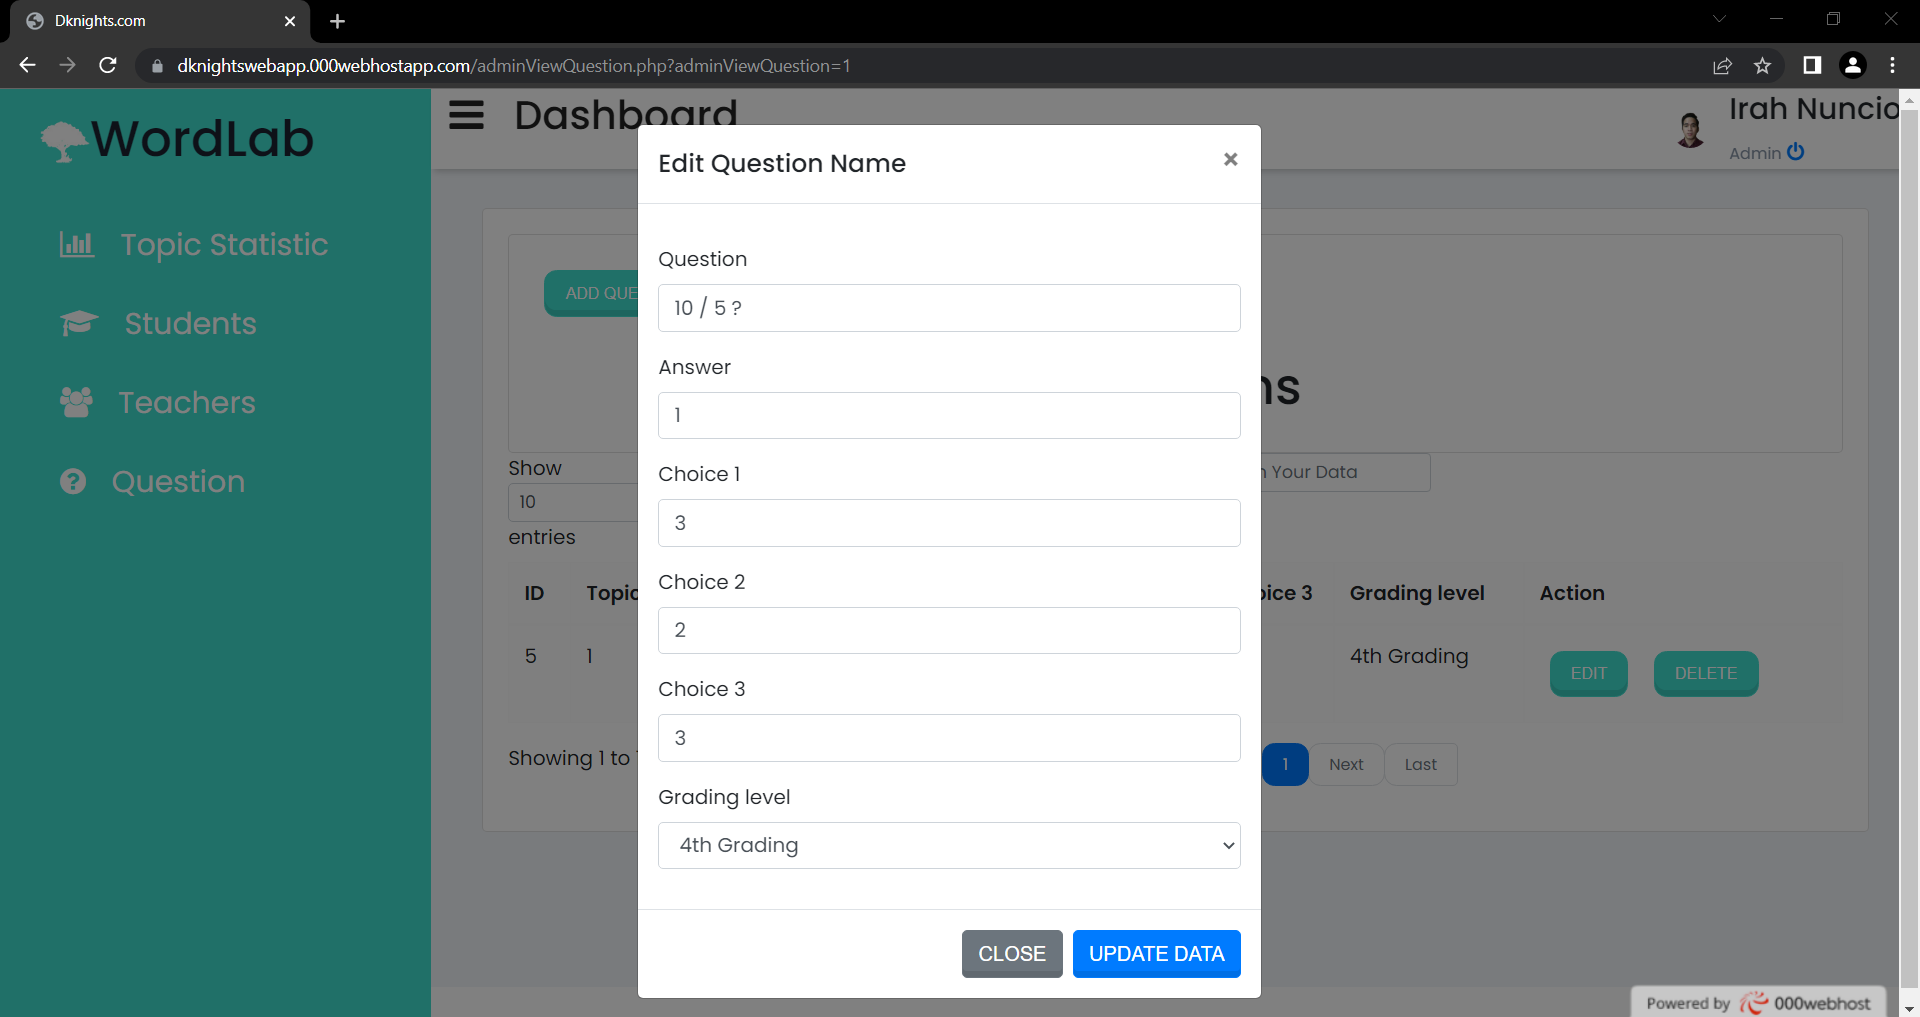 Dknights.com
dknightswebapp.000webhostapp.com/adminViewQuestion.php?adminViewQuestion=1
WordLab
Topic Statistic
Students
Teachers
Question
Dashboard
Irah Nuncio
Admin
ADD QUE
ns
Show
10
entries
n Your Data
ID Topic oice 3 Grading level Action
5 1 4th Grading EDIT DELETE
Showing 1 to
1 Next Last
Edit Question Name
×
Question
10 / 5 ?
Answer
1
Choice 1
3
Choice 2
2
Choice 3
3
Grading level
4th Grading
CLOSE UPDATE DATA
Powered by 000webhost